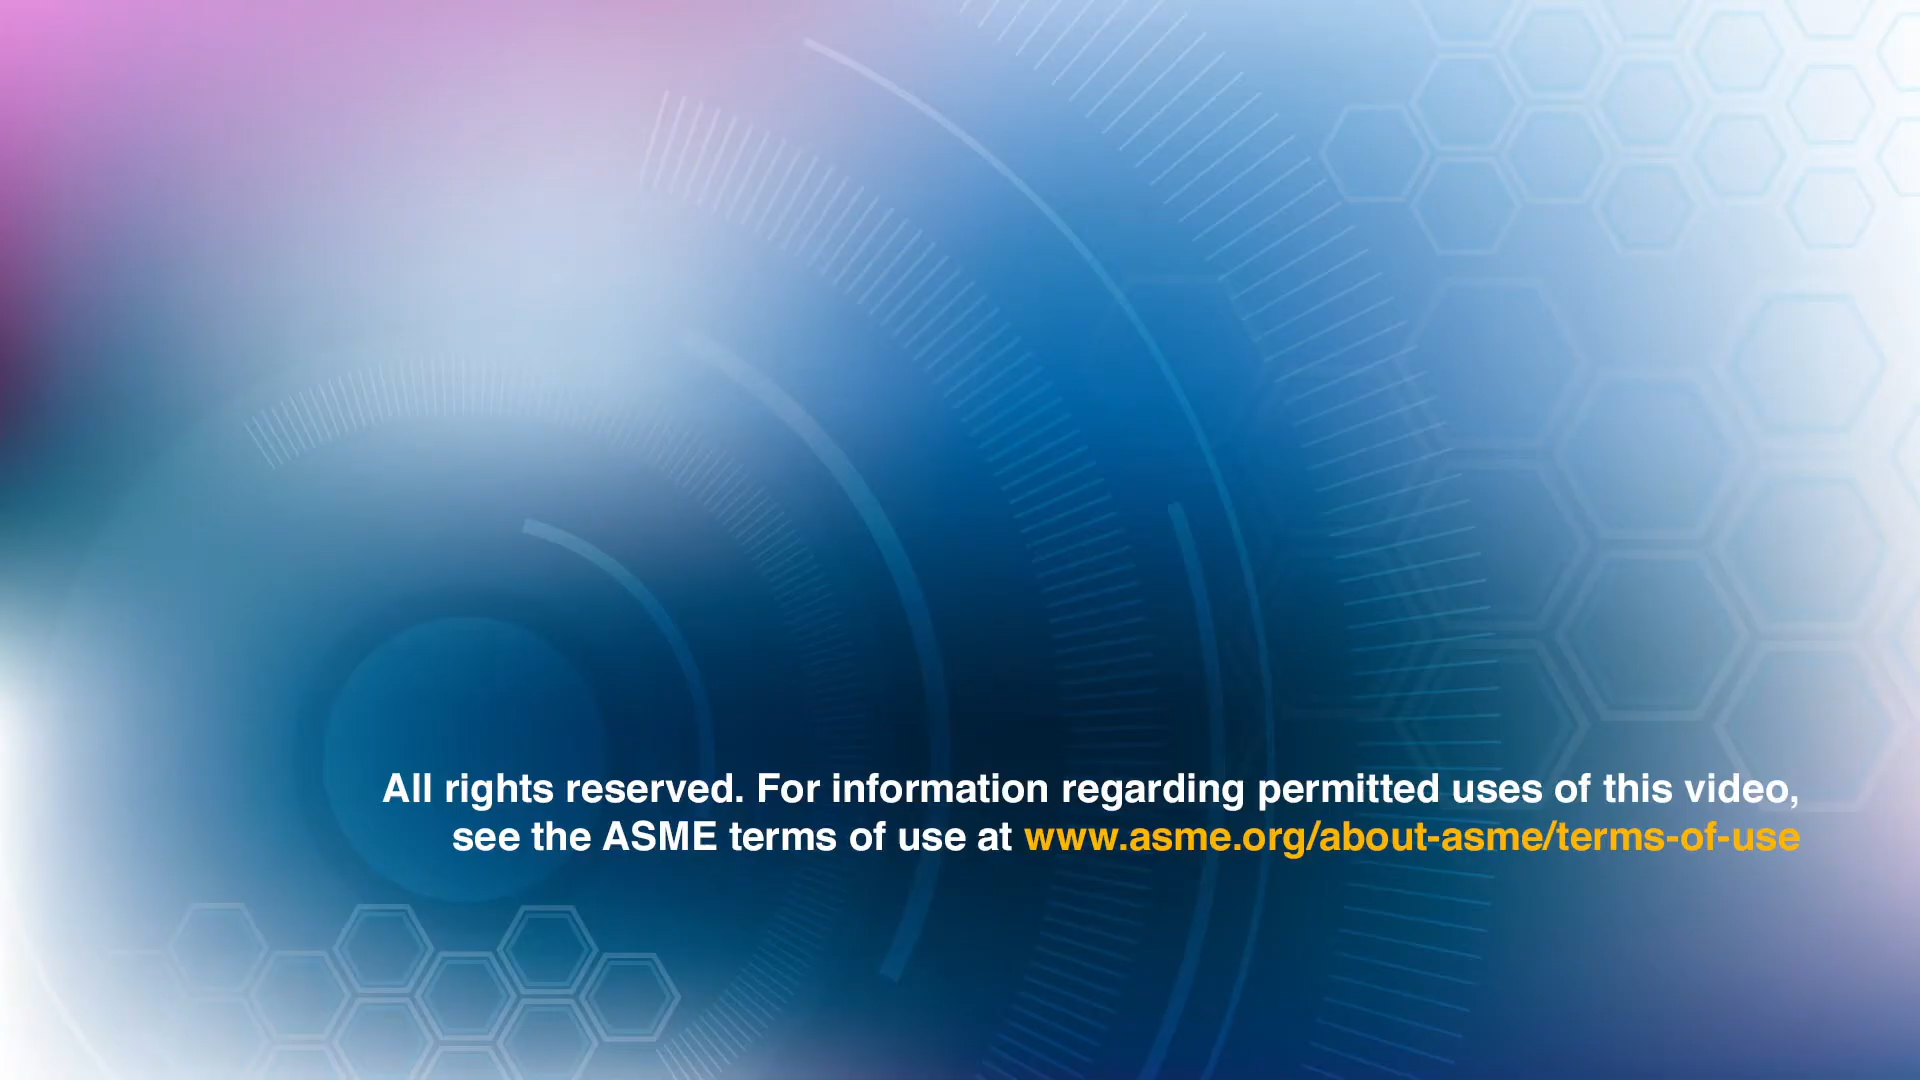 All rights reserved. For information regarding permitted uses of this video,
see the ASME terms of use at www.asme.org/about-asme/terms-of-use